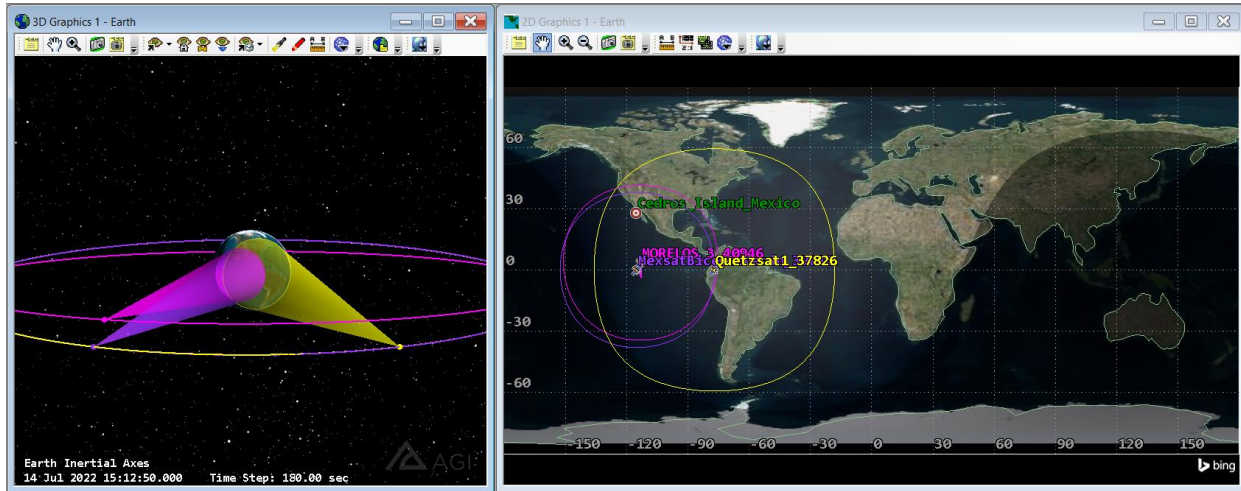 3D Graphics 1 - Earth
Earth Inertial Axes
14 Jul 2022 15:12:50.000 Time Step: 180.00 sec
AGI
2D Graphics 1 - Earth
60
30
0
-30
-60
Cedros_Island_Mexico
MORELOS_3_40946
Quetzsat1_37826
-150 -120 -90 -60 -30 0 30 60 90 120 150
bing